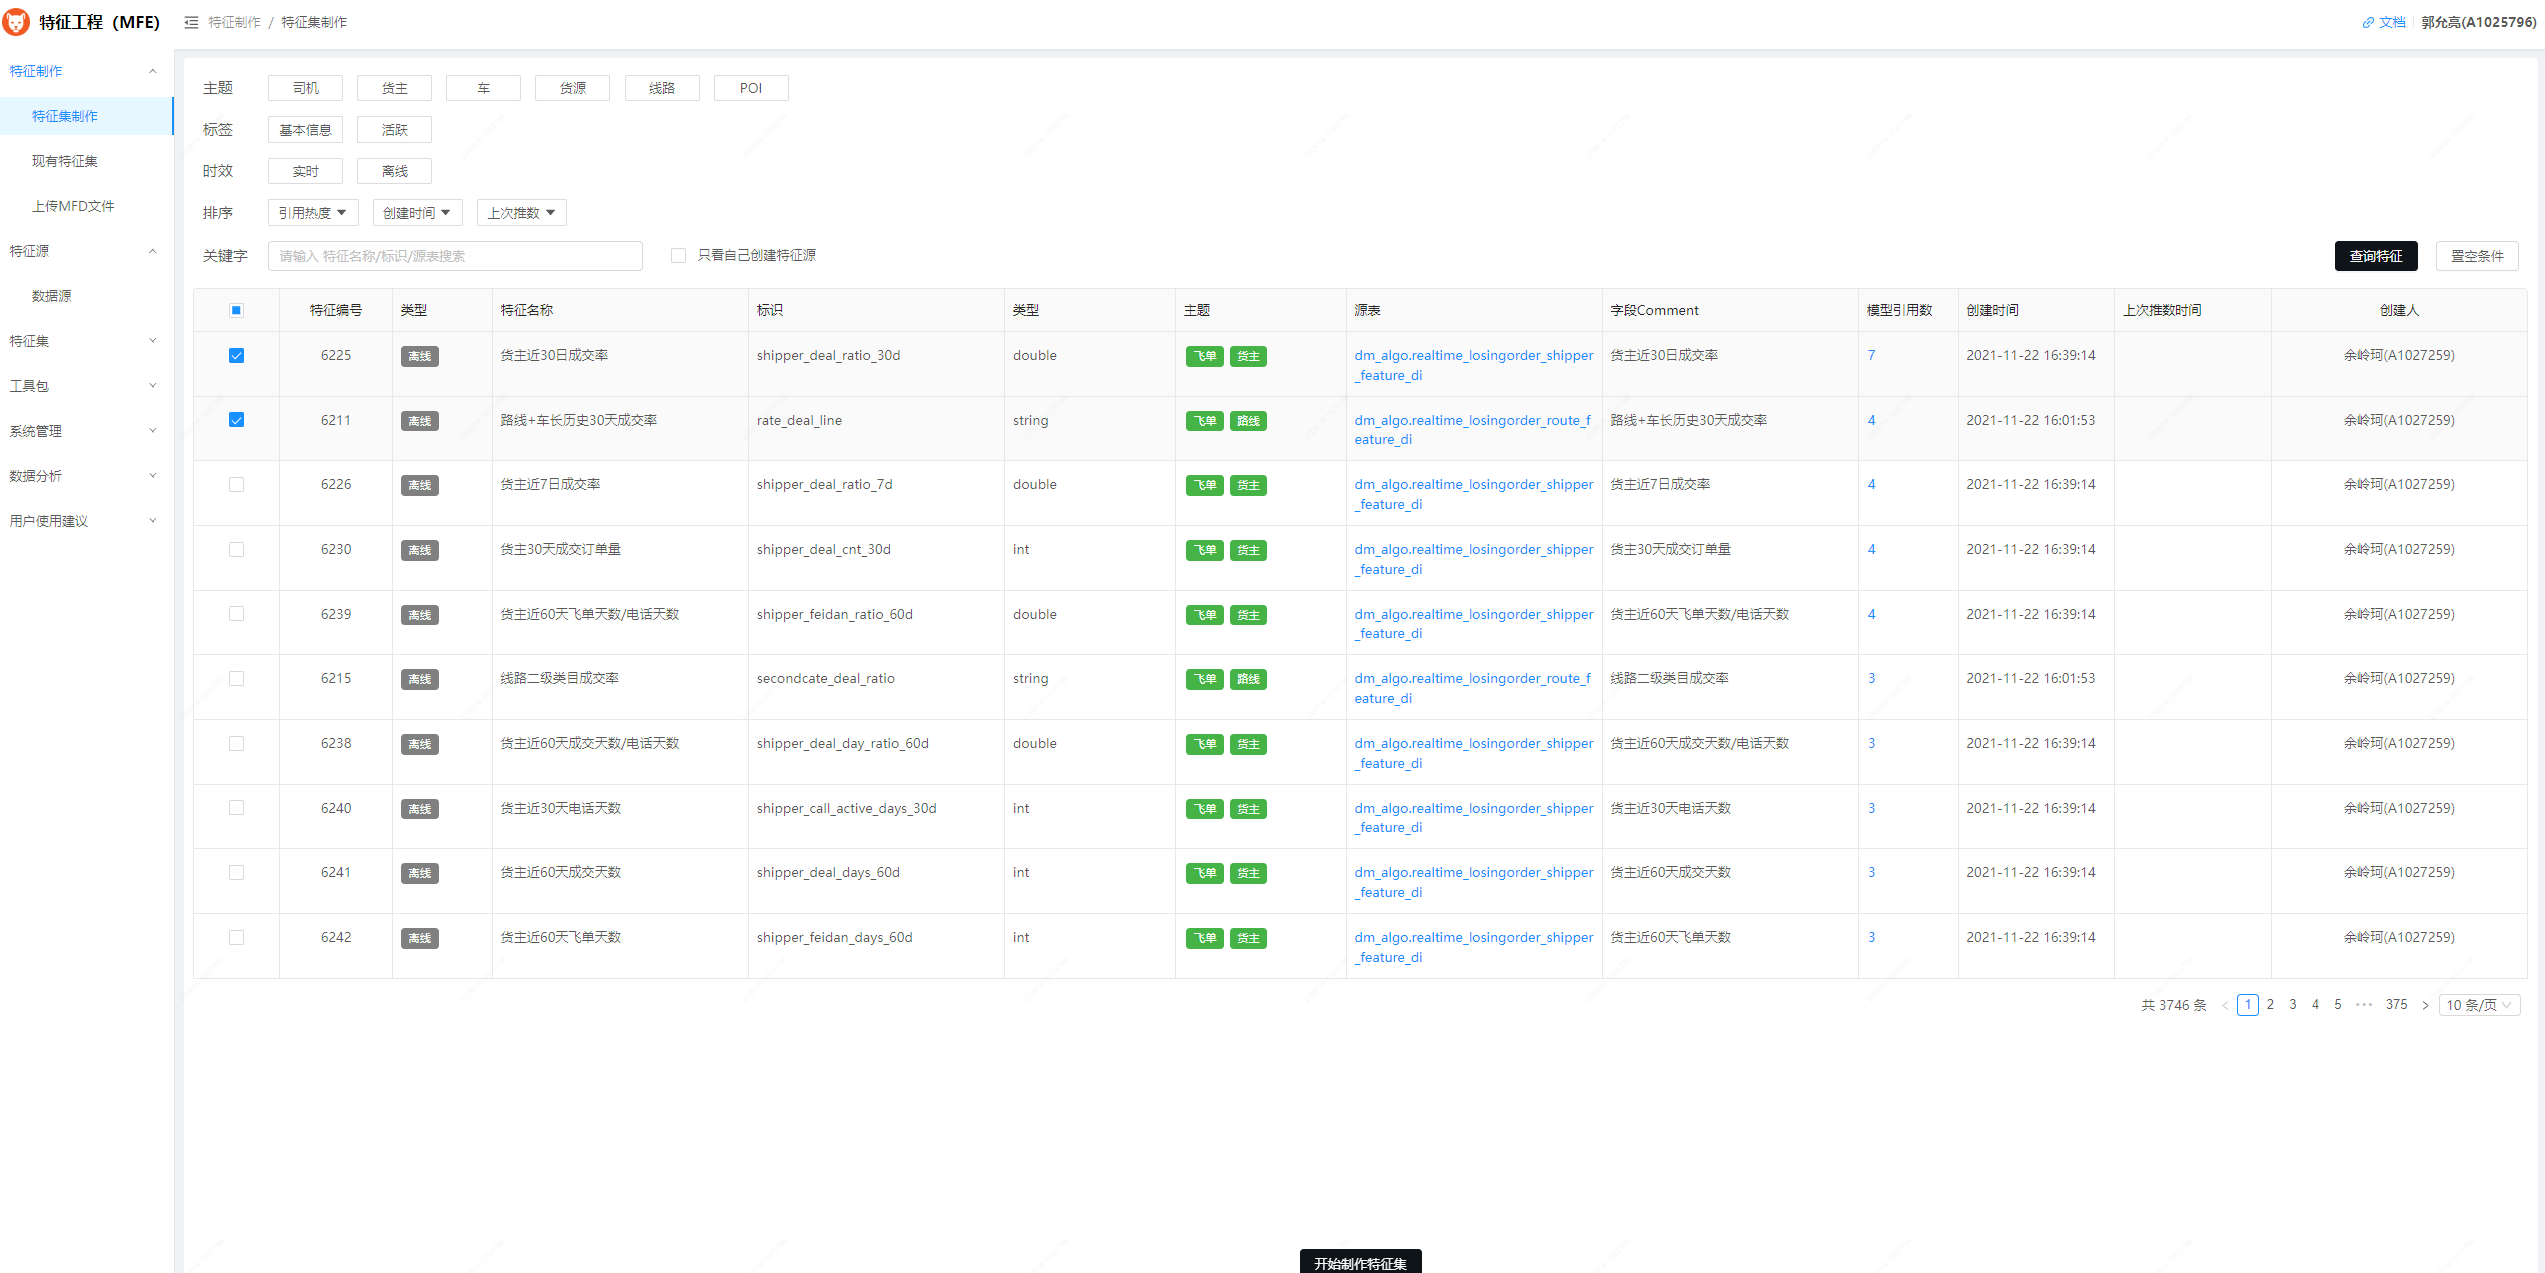 特征工程（MFE） 特征制作 / 特征集制作 文档 郭允亮(A1025796)
特征制作
特征集制作
现有特征集
上传MFD文件
特征源
数据源
特征集
工具包
系统管理
数据分析
用户使用建议
主题 司机 货主 车 货源 线路 POI
标签 基本信息 活跃
时效 实时 离线
排序 引用热度 创建时间 上次推数
关键字 请输入 特征名称/标识/源表搜索 只看自己创建特征源 查询特征 置空条件
特征编号 类型 特征名称 标识 类型 主题 源表 字段Comment 模型引用数 创建时间 上次推数时间 创建人
6225 离线 货主近30日成交率 shipper_deal_ratio_30d double 飞单 货主 dm_algo.realtime_losingorder_shipper 货主近30日成交率 7 2021-11-22 16:39:14 余岭珂(A1027259)
_feature_di
6211 离线 路线+车长历史30天成交率 rate_deal_line string 飞单 路线 dm_algo.realtime_losingorder_route_f 路线+车长历史30天成交率 4 2021-11-22 16:01:53 余岭珂(A1027259)
eature_di
6226 离线 货主近7日成交率 shipper_deal_ratio_7d double 飞单 货主 dm_algo.realtime_losingorder_shipper 货主近7日成交率 4 2021-11-22 16:39:14 余岭珂(A1027259)
_feature_di
6230 离线 货主30天成交订单量 shipper_deal_cnt_30d int 飞单 货主 dm_algo.realtime_losingorder_shipper 货主30天成交订单量 4 2021-11-22 16:39:14 余岭珂(A1027259)
_feature_di
6239 离线 货主近60天飞单天数/电话天数 shipper_feidan_ratio_60d double 飞单 货主 dm_algo.realtime_losingorder_shipper 货主近60天飞单天数/电话天数 4 2021-11-22 16:39:14 余岭珂(A1027259)
_feature_di
6215 离线 线路二级类目成交率 secondcate_deal_ratio string 飞单 路线 dm_algo.realtime_losingorder_route_f 线路二级类目成交率 3 2021-11-22 16:01:53 余岭珂(A1027259)
eature_di
6238 离线 货主近60天成交天数/电话天数 shipper_deal_day_ratio_60d double 飞单 货主 dm_algo.realtime_losingorder_shipper 货主近60天成交天数/电话天数 3 2021-11-22 16:39:14 余岭珂(A1027259)
_feature_di
6240 离线 货主近30天电话天数 shipper_call_active_days_30d int 飞单 货主 dm_algo.realtime_losingorder_shipper 货主近30天电话天数 3 2021-11-22 16:39:14 余岭珂(A1027259)
_feature_di
6241 离线 货主近60天成交天数 shipper_deal_days_60d int 飞单 货主 dm_algo.realtime_losingorder_shipper 货主近60天成交天数 3 2021-11-22 16:39:14 余岭珂(A1027259)
_feature_di
6242 离线 货主近60天飞单天数 shipper_feidan_days_60d int 飞单 货主 dm_algo.realtime_losingorder_shipper 货主近60天飞单天数 3 2021-11-22 16:39:14 余岭珂(A1027259)
_feature_di
共 3746 条 < 1 2 3 4 5 ••• 375 > 10 条/页
开始制作特征集